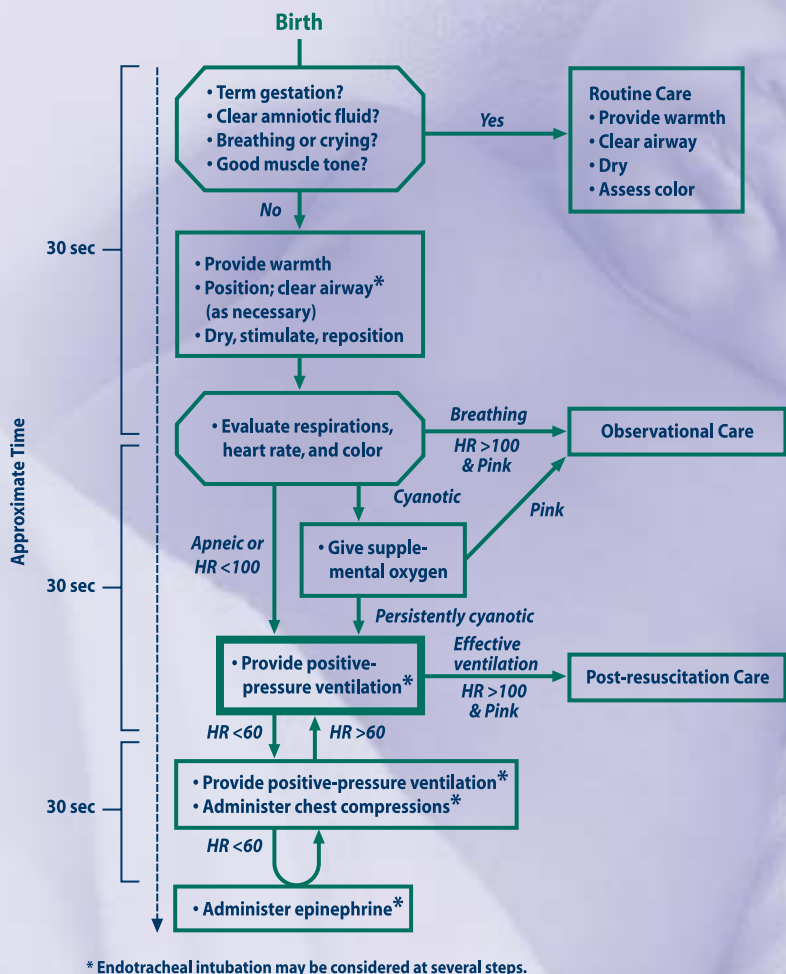 Birth
• Term gestation?
• Clear amniotic fluid?
• Breathing or crying?
• Good muscle tone?
Yes
Routine Care
• Provide warmth
• Clear airway
• Dry
• Assess color
No
30 sec
• Provide warmth
• Position; clear airway*
(as necessary)
• Dry, stimulate, reposition
• Evaluate respirations,
heart rate, and color
Breathing
HR >100
& Pink
Observational Care
Approximate Time
Cyanotic
Pink
Apneic or
HR <100
• Give supple-
mental oxygen
30 sec
Persistently cyanotic
• Provide positive-
pressure ventilation*
Effective
ventilation
HR >100
& Pink
Post-resuscitation Care
HR <60
HR >60
30 sec
• Provide positive-pressure ventilation*
• Administer chest compressions*
HR <60
• Administer epinephrine*
* Endotracheal intubation may be considered at several steps.